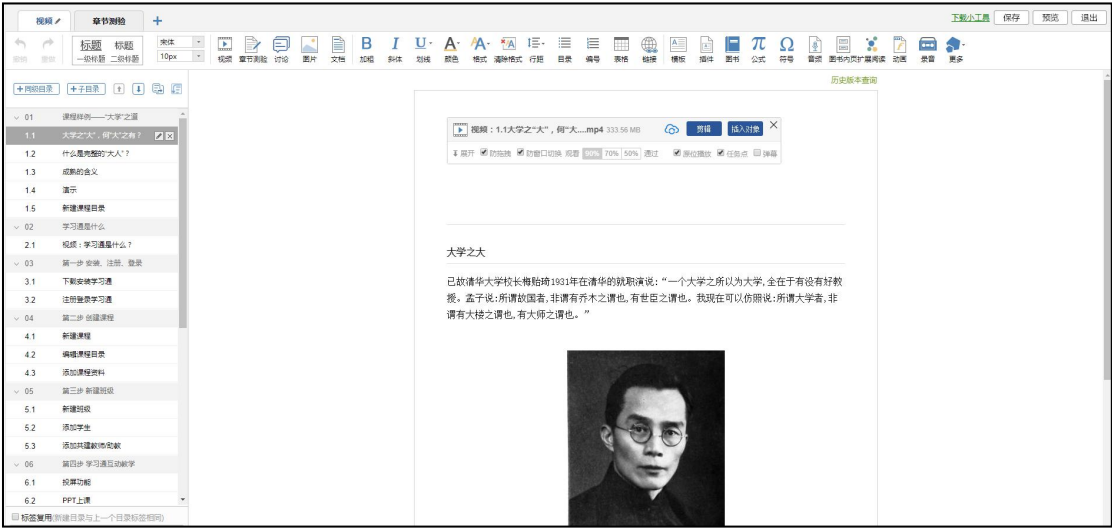 视频 章节测验 +
下载小工具 保存 预览 退出
撤销 重做 标题 一级标题 标题 二级标题 宋体 10px 视频 章节测验 讨论 图片 文档 加粗 斜体 划线 颜色 格式 清除格式 行距 目录 编号 表格 链接 模板 插件 图书 公式 符号 音频 图书内页 扩展阅读 动画 录音 更多
历史版本查询
+同级目录 +子目录
01 课程样例——“大学”之道
1.1 大学之“大”，何“大”之有？
1.2 什么是完整的“大人”？
1.3 成熟的含义
1.4 演示
1.5 新建课程目录
02 学习通是什么
2.1 视频：学习通是什么？
03 第一步 安装、注册、登录
3.1 下载安装学习通
3.2 注册登录学习通
04 第二步 创建课程
4.1 新建课程
4.2 编辑课程目录
4.3 添加课程资料
05 第三步 新建班级
5.1 新建班级
5.2 添加学生
5.3 添加共建教师/助教
06 第四步 学习通互动教学
6.1 投屏功能
6.2 PPT上课
标签复用(新建目录与上一个目录标签相同)
视频：1.1大学之“大”，何“大....mp4 333.56 MB 剪辑 插入对象
展开 防拖拽 防窗口切换 观看 90% 70% 50% 通过 原位播放 任务点 弹幕
大学之大
已故清华大学校长梅贻琦1931年在清华的就职演说：“一个大学之所以为大学,全在于有没有好教
授。孟子说:所谓故国者,非谓有乔木之谓也,有世臣之谓也。我现在可以仿照说:所谓大学者,非
谓有大楼之谓也,有大师之谓也。”